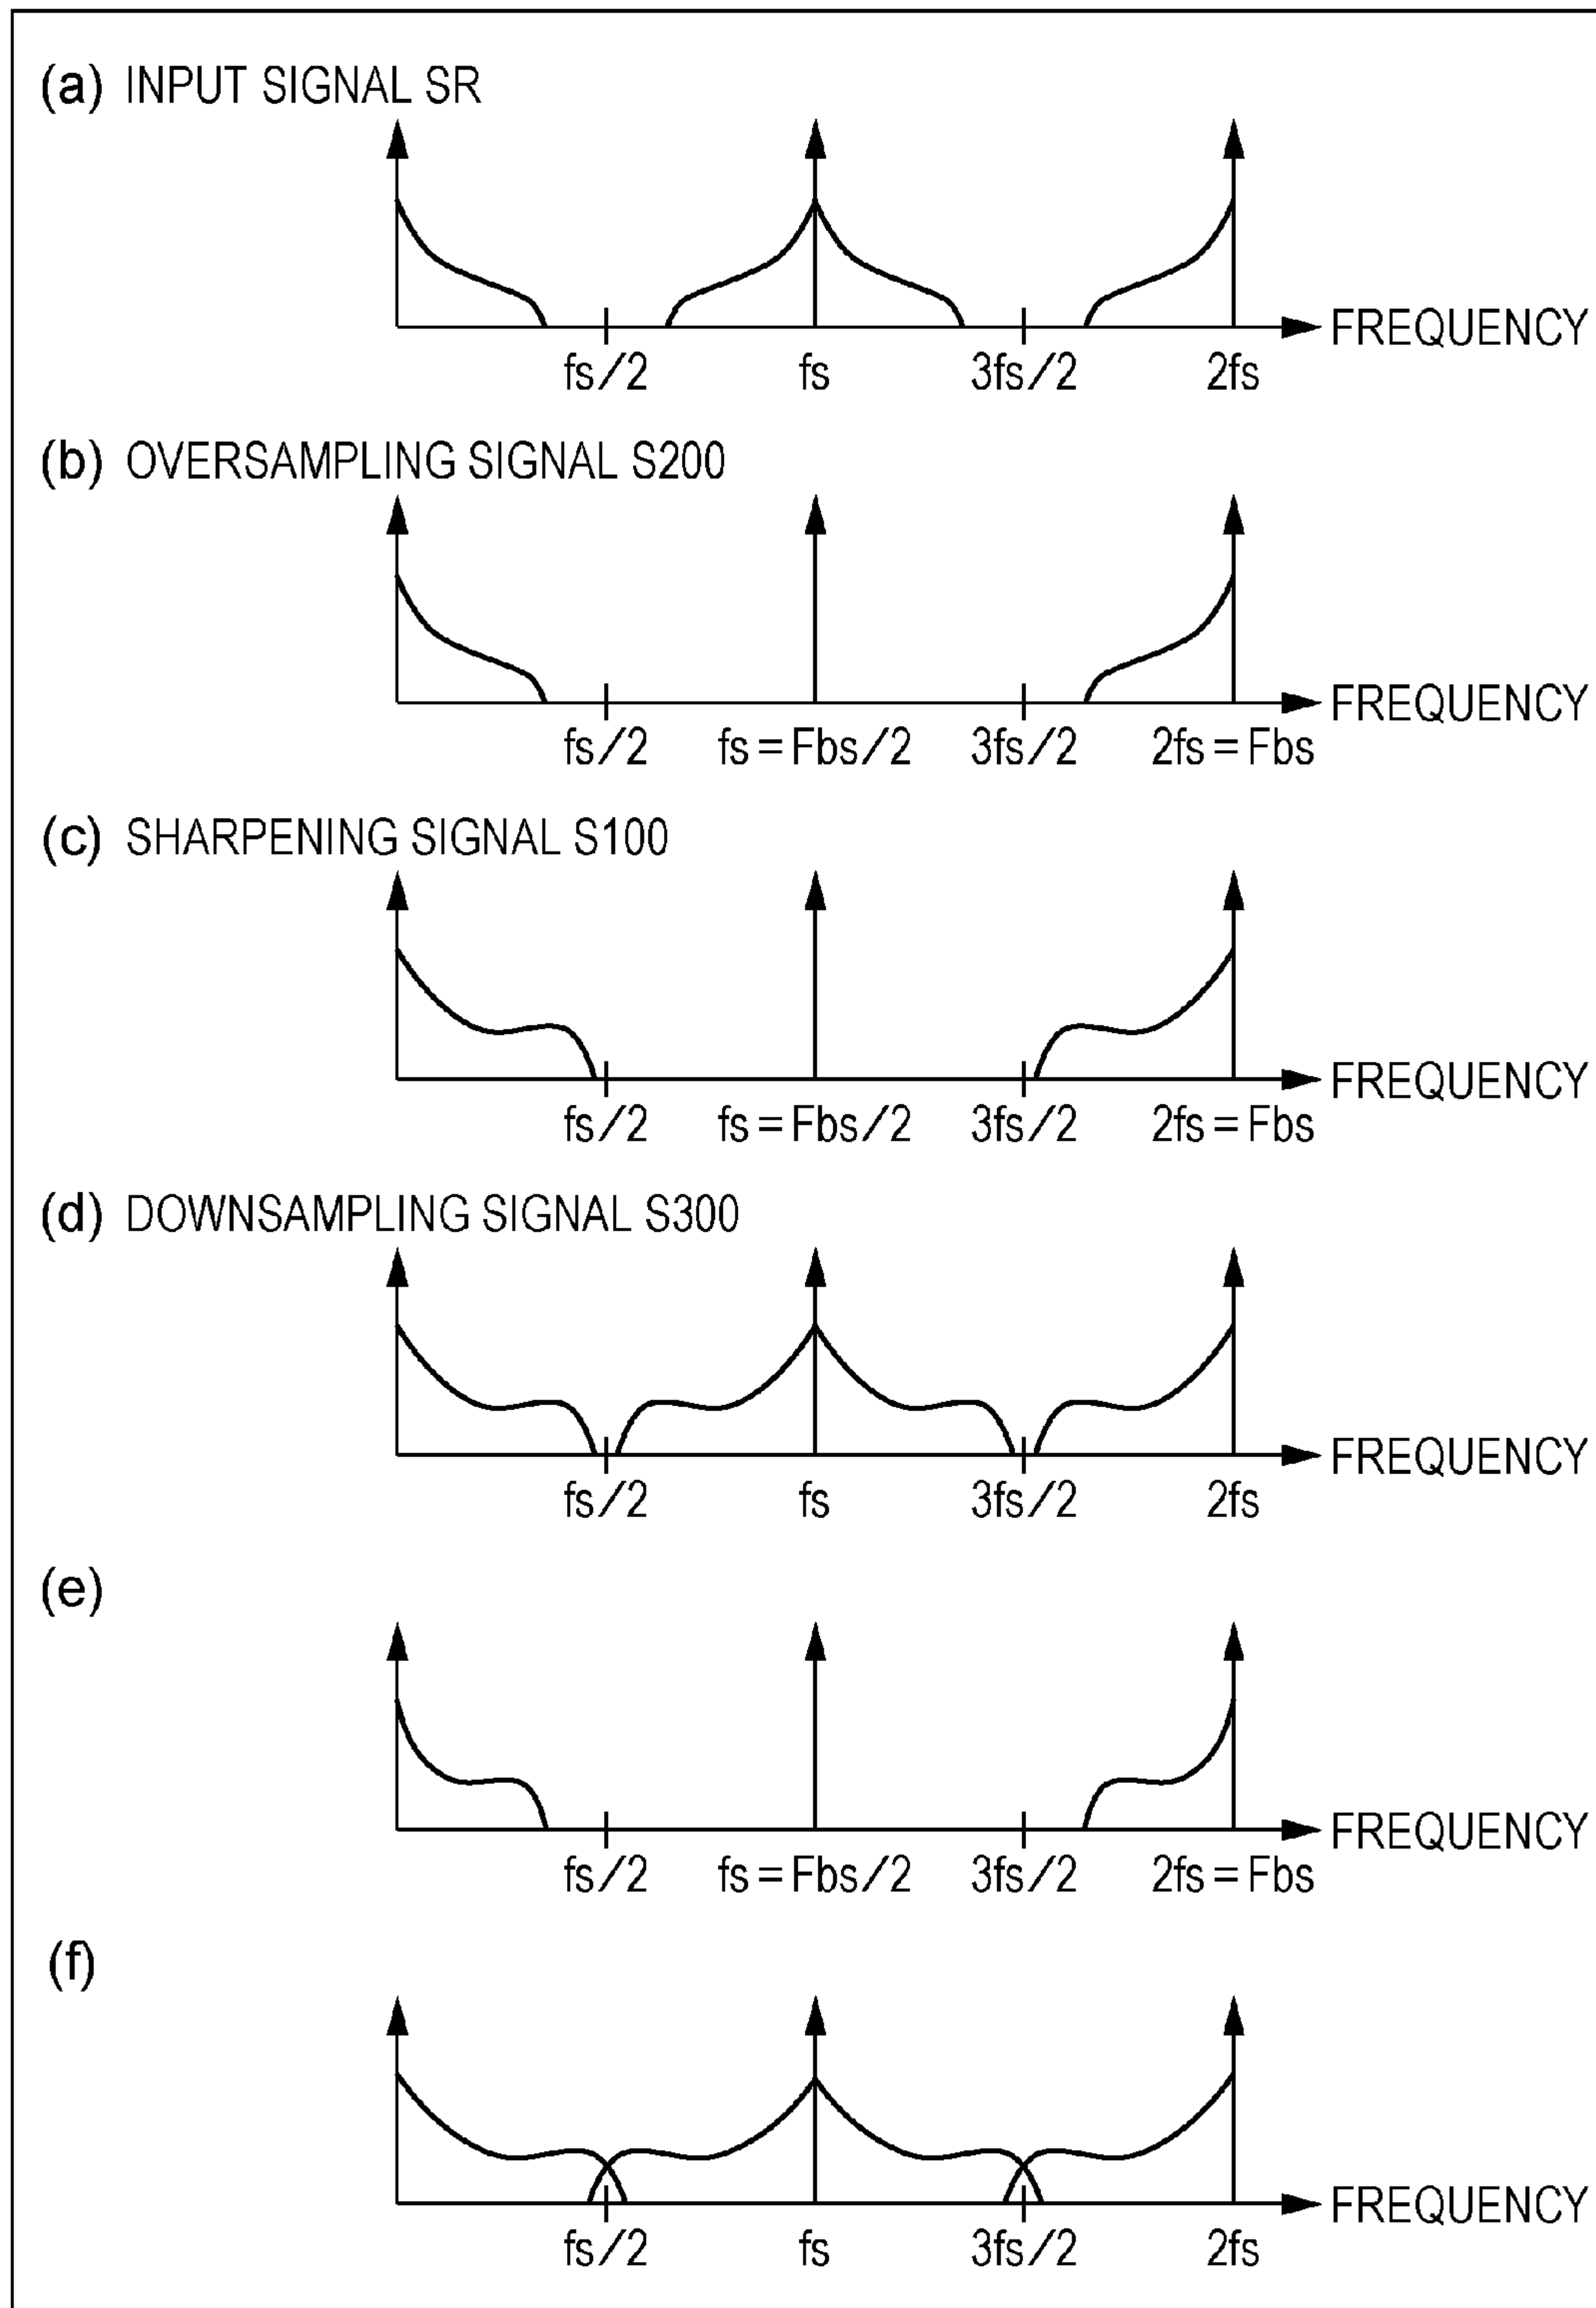 (a) INPUT SIGNAL SR
FREQUENCY
fs/2 fs 3fs/2 2fs
(b) OVERSAMPLING SIGNAL S200
FREQUENCY
fs/2 fs=Fbs/2 3fs/2 2fs=Fbs
(c) SHARPENING SIGNAL S100
FREQUENCY
fs/2 fs=Fbs/2 3fs/2 2fs=Fbs
(d) DOWNSAMPLING SIGNAL S300
FREQUENCY
fs/2 fs 3fs/2 2fs
(e)
FREQUENCY
fs/2 fs=Fbs/2 3fs/2 2fs=Fbs
(f)
FREQUENCY
fs/2 fs 3fs/2 2fs